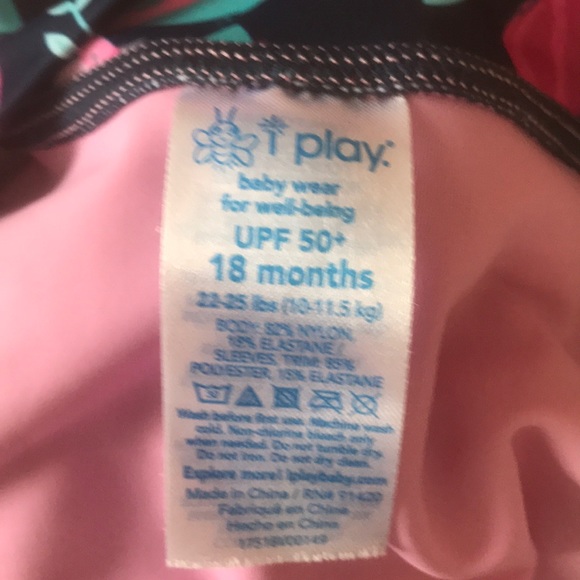 i play.™
baby wear
for well-being
UPF 50+
18 months
22-25 lbs (10-11.5 kg)
BODY: 82% NYLON,
18% ELASTANE /
SLEEVES, TRIM: 85%
POLYESTER, 15% ELASTANE
Wash before first use. Machine wash
cold. Non-chlorine bleach only
when needed. Do not tumble dry.
Do not iron. Do not dry clean.
Explore more! iplaybaby.com
Made in China / RN# 91420
Fabriqué en Chine
Hecho en China